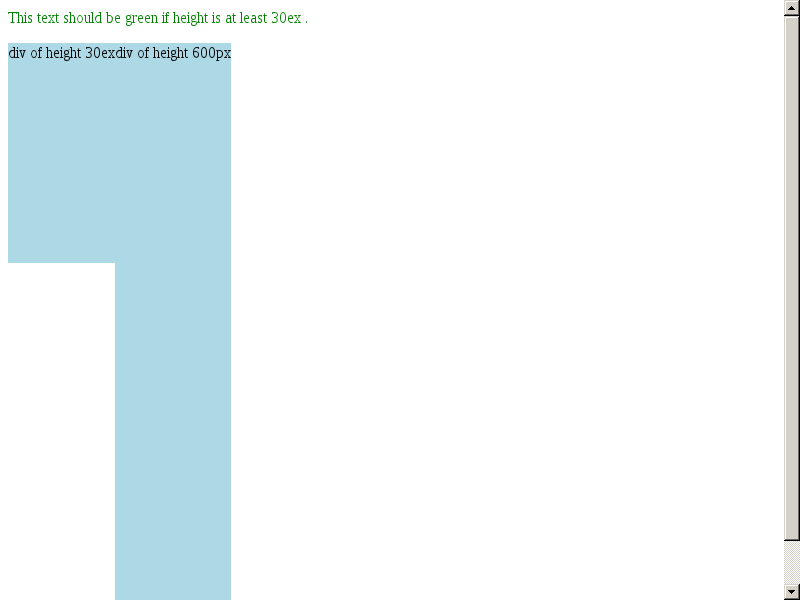 This text should be green if height is at least 30ex .
div of height 30exdiv of height 600px